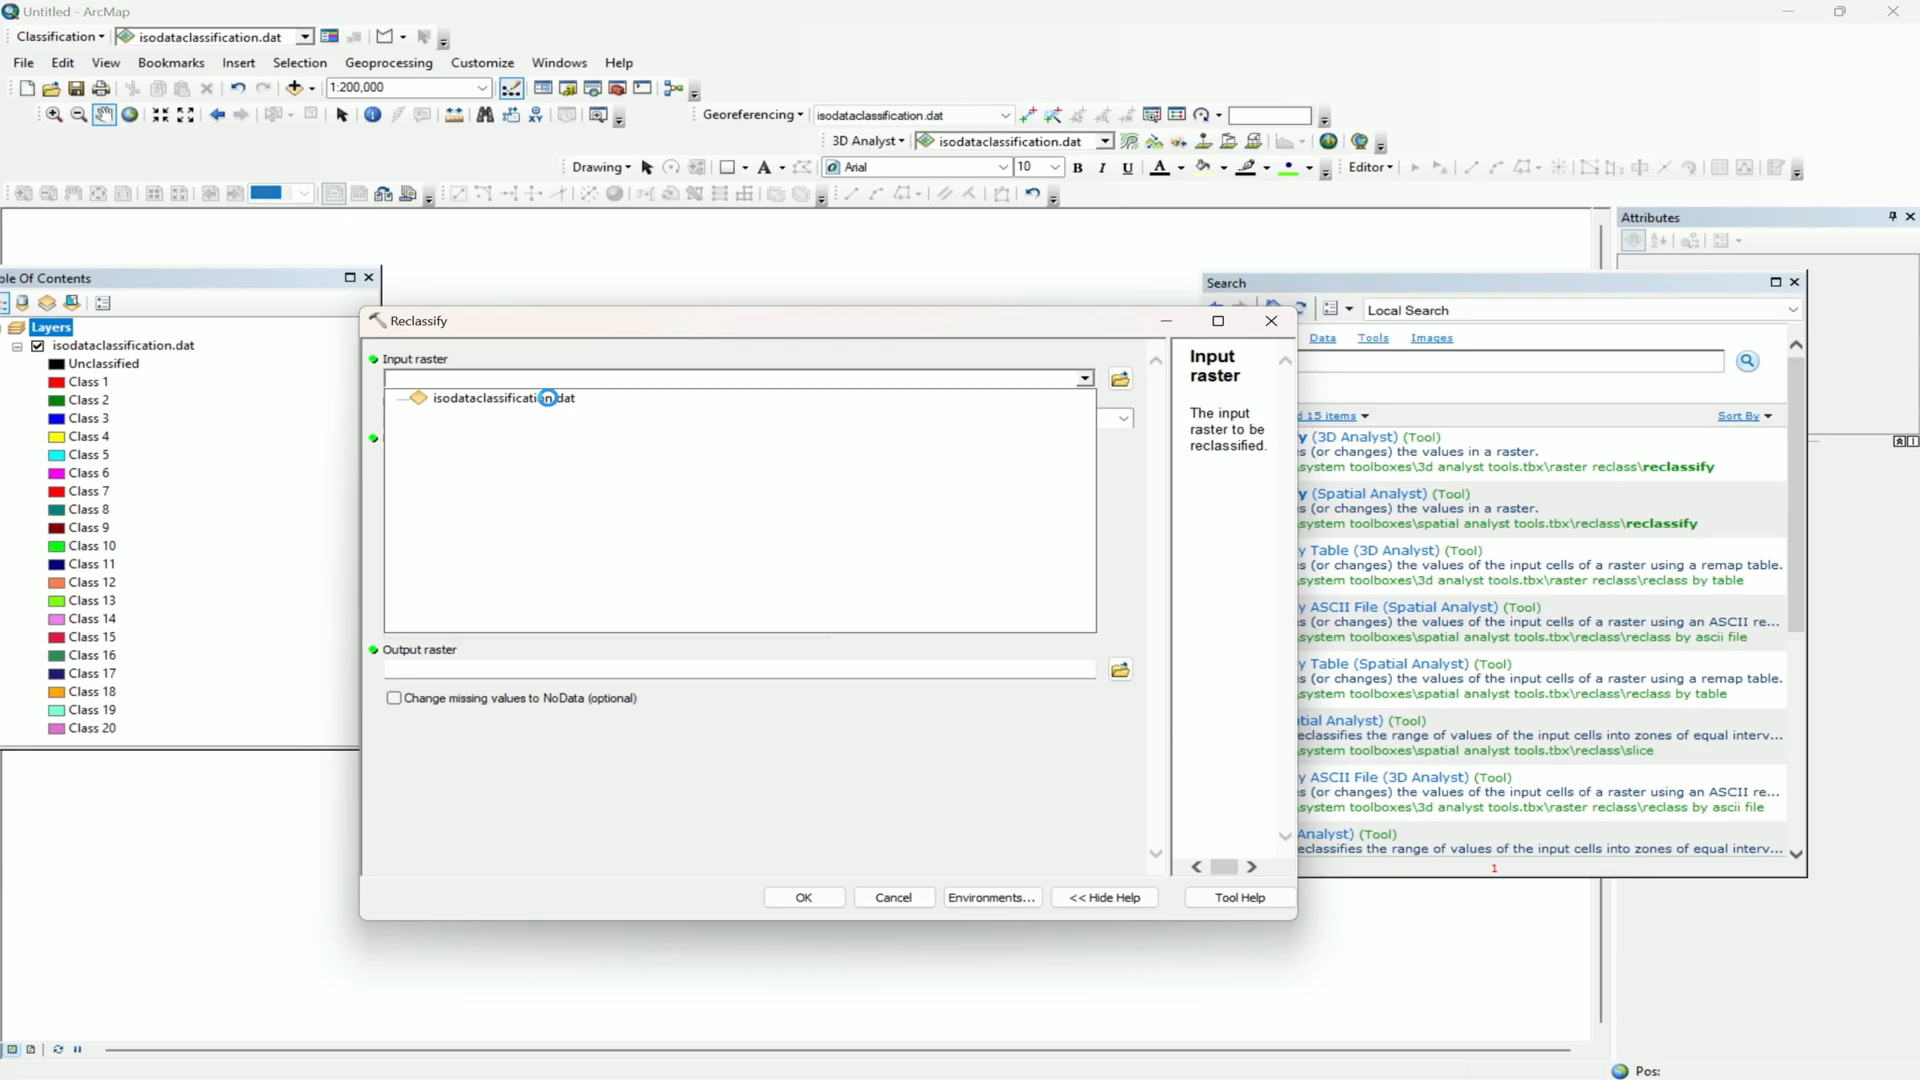 Untitled - ArcMap
Classification
isodataclassification.dat
File Edit View Bookmarks Insert Selection Geoprocessing Customize Windows Help
1:200,000
Georeferencing
isodataclassification.dat
3D Analyst
isodataclassification.dat
Drawing
A
Arial
10
B I U A
Editor
Attributes
ble Of Contents
Layers
isodataclassification.dat
Unclassified
Class 1
Class 2
Class 3
Class 4
Class 5
Class 6
Class 7
Class 8
Class 9
Class 10
Class 11
Class 12
Class 13
Class 14
Class 15
Class 16
Class 17
Class 18
Class 19
Class 20
Reclassify
Input raster
isodataclassification.dat
Output raster
Change missing values to NoData (optional)
OK
Cancel
Environments...
<< Hide Help
Tool Help
Input
raster
The input
raster to be
reclassified.
Search
Local Search
Data
Tools
Images
d 15 items
Sort By
y (3D Analyst) (Tool)
s (or changes) the values in a raster.
system toolboxes\3d analyst tools.tbx\raster reclass\reclassify
y (Spatial Analyst) (Tool)
s (or changes) the values in a raster.
system toolboxes\spatial analyst tools.tbx\reclass\reclassify
y Table (3D Analyst) (Tool)
s (or changes) the values of the input cells of a raster using a remap table.
system toolboxes\3d analyst tools.tbx\raster reclass\reclass by table
y ASCII File (Spatial Analyst) (Tool)
s (or changes) the values of the input cells of a raster using an ASCII re...
system toolboxes\spatial analyst tools.tbx\reclass\reclass by ascii file
y Table (Spatial Analyst) (Tool)
s (or changes) the values of the input cells of a raster using a remap table.
system toolboxes\spatial analyst tools.tbx\reclass\reclass by table
tial Analyst) (Tool)
eclassifies the range of values of the input cells into zones of equal interv...
system toolboxes\spatial analyst tools.tbx\reclass\slice
y ASCII File (3D Analyst) (Tool)
s (or changes) the values of the input cells of a raster using an ASCII re...
system toolboxes\3d analyst tools.tbx\raster reclass\reclass by ascii file
Analyst) (Tool)
eclassifies the range of values of the input cells into zones of equal interv...
1
Pos: